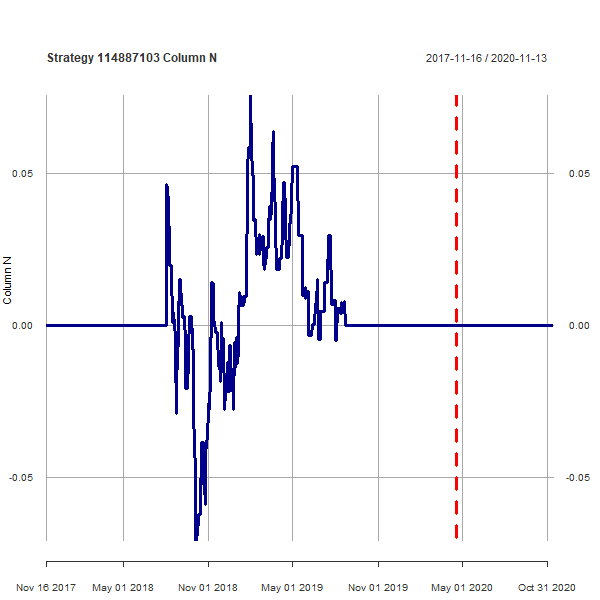 Strategy 114887103 Column N
2017-11-16 / 2020-11-13
0.05
0.05
0.00
0.00
-0.05
-0.05
Column N
Nov 16 2017
May 01 2018
Nov 01 2018
May 01 2019
Nov 01 2019
May 01 2020
Oct 31 2020